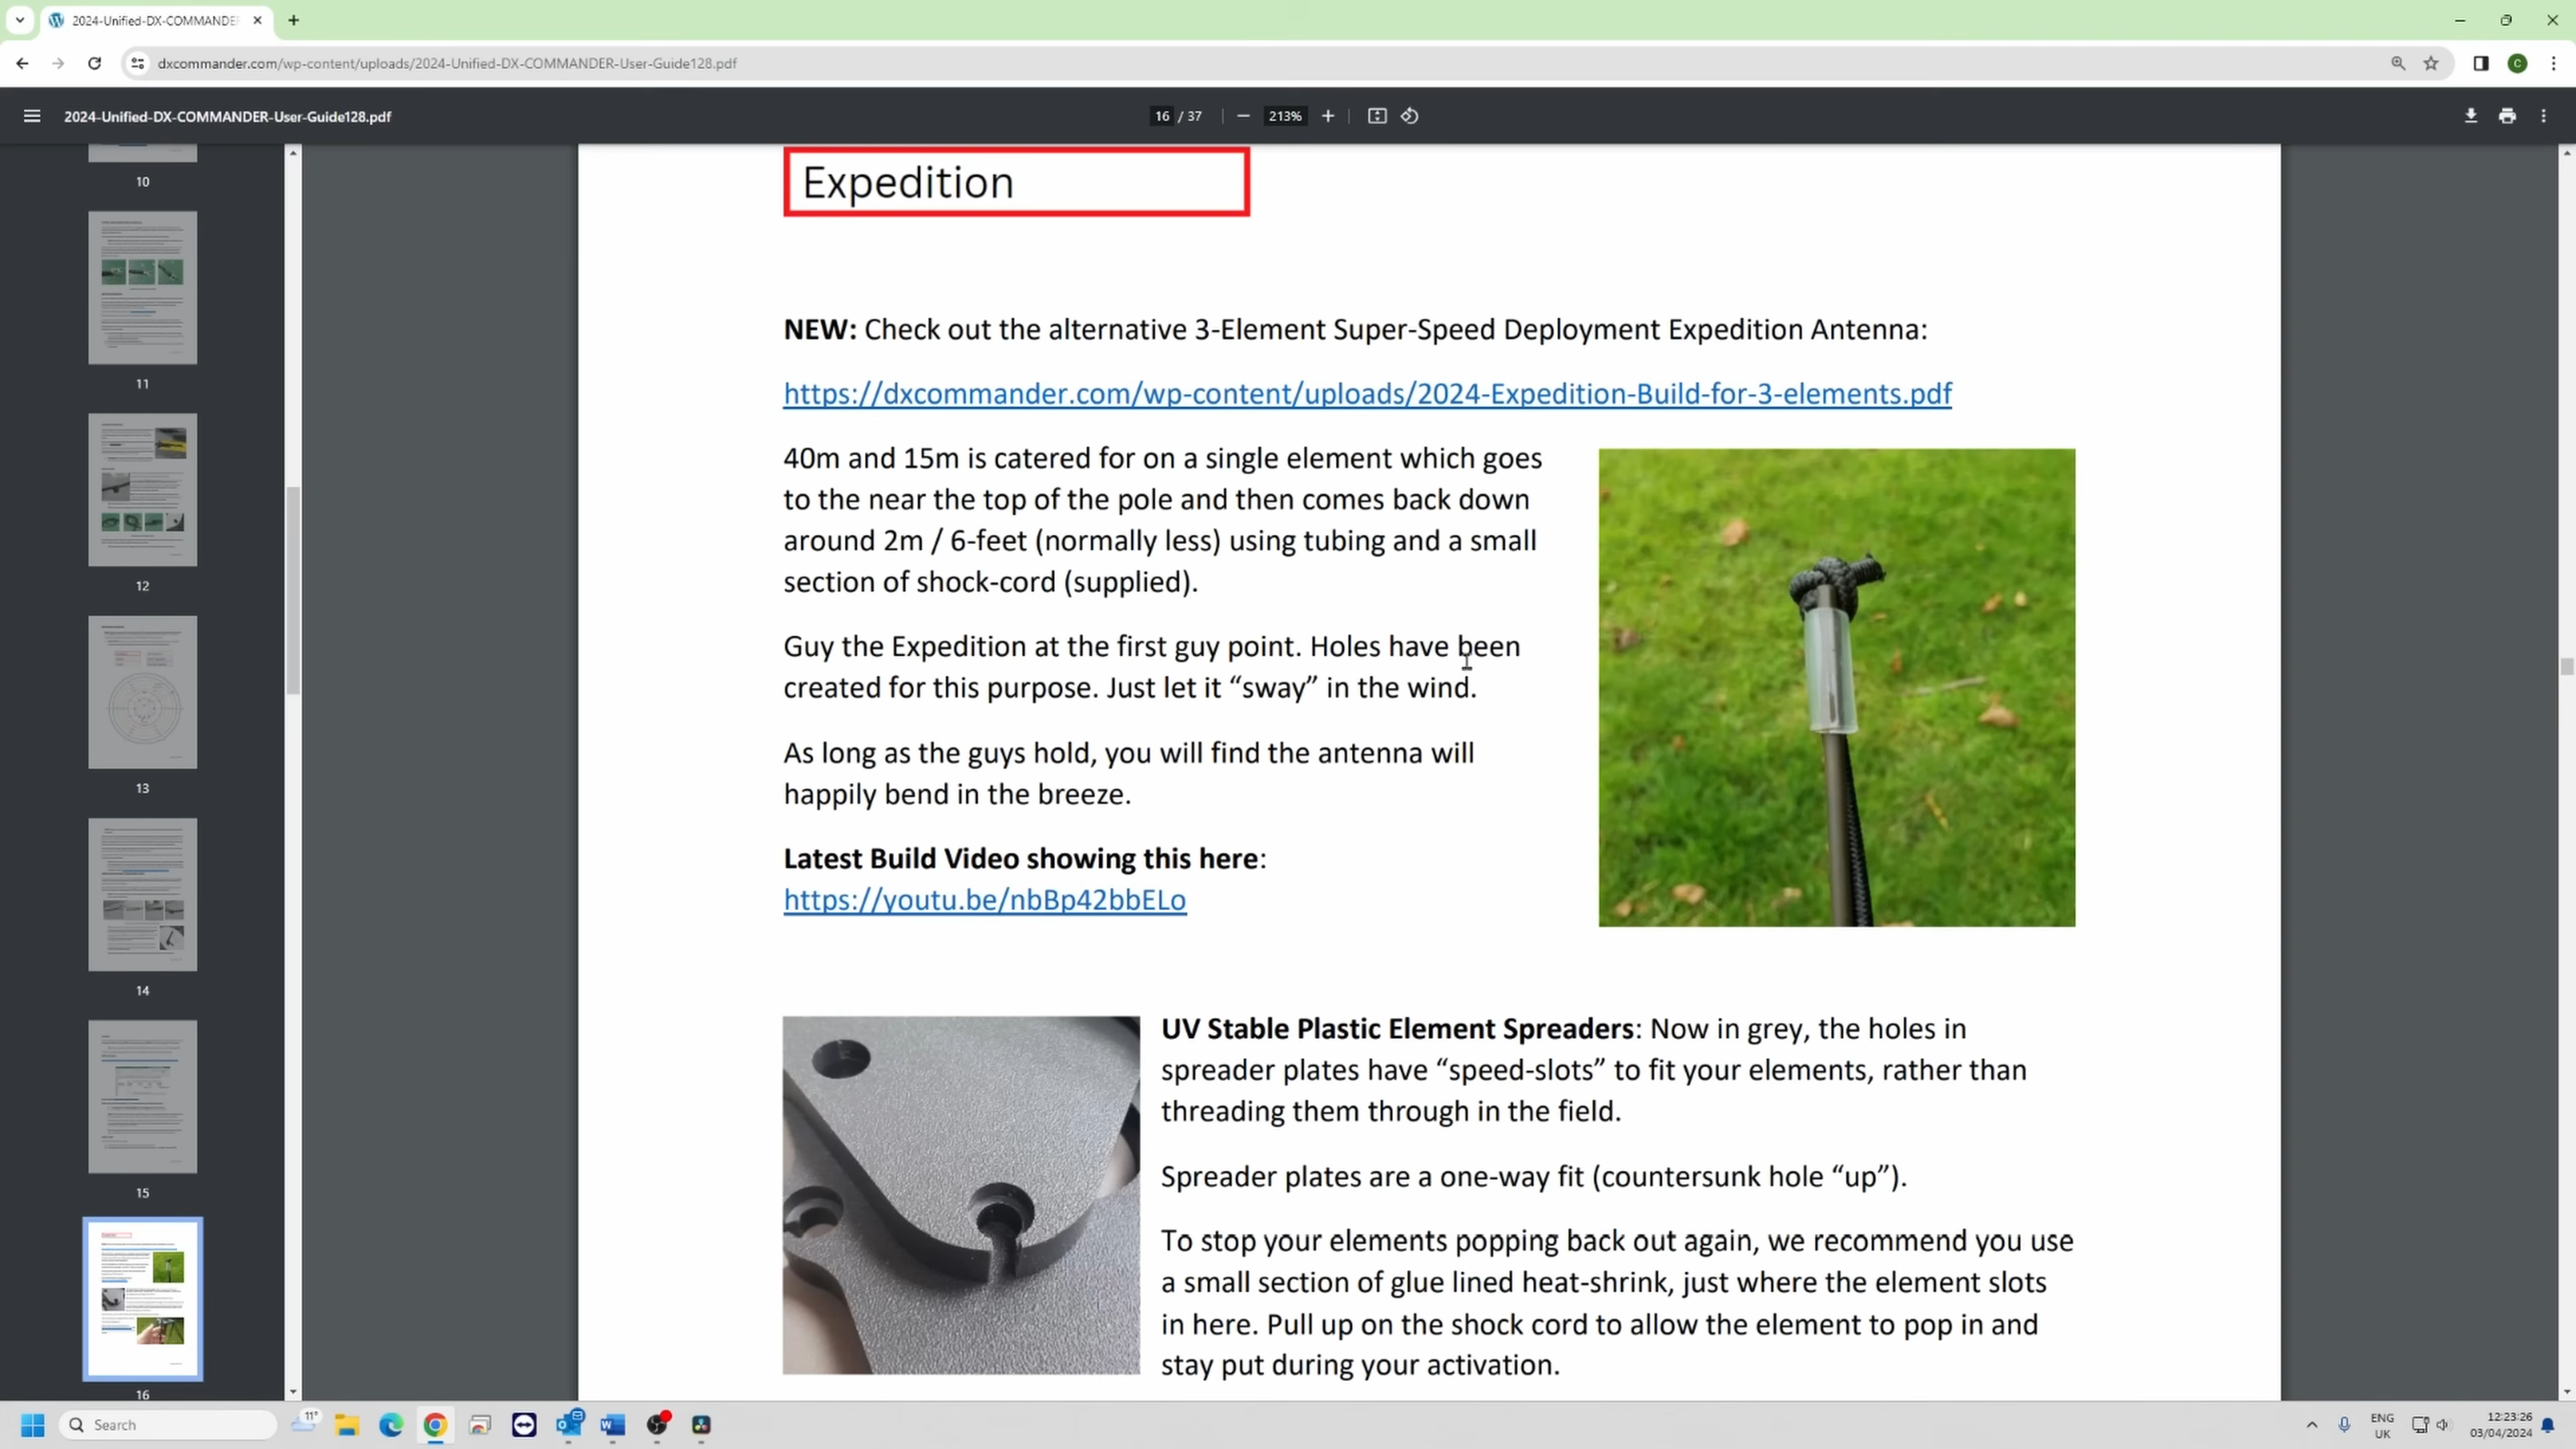 2024-Unified-DX-COMMANDE
dxcommander.com/wp-content/uploads/2024-Unified-DX-COMMANDER-User-Guide128.pdf
C
2024-Unified-DX-COMMANDER-User-Guide128.pdf
16 / 37
213%
10
11
12
13
14
15
16
Expedition
NEW: Check out the alternative 3-Element Super-Speed Deployment Expedition Antenna:
https://dxcommander.com/wp-content/uploads/2024-Expedition-Build-for-3-elements.pdf
40m and 15m is catered for on a single element which goes
to the near the top of the pole and then comes back down
around 2m / 6-feet (normally less) using tubing and a small
section of shock-cord (supplied).
Guy the Expedition at the first guy point. Holes have been
created for this purpose. Just let it “sway” in the wind.
As long as the guys hold, you will find the antenna will
happily bend in the breeze.
Latest Build Video showing this here:
https://youtu.be/nbBp42bbELo
UV Stable Plastic Element Spreaders: Now in grey, the holes in
spreader plates have “speed-slots” to fit your elements, rather than
threading them through in the field.
Spreader plates are a one-way fit (countersunk hole “up”).
To stop your elements popping back out again, we recommend you use
a small section of glue lined heat-shrink, just where the element slots
in here. Pull up on the shock cord to allow the element to pop in and
stay put during your activation.
Search
11°
ENG
UK
12:23:26
03/04/2024